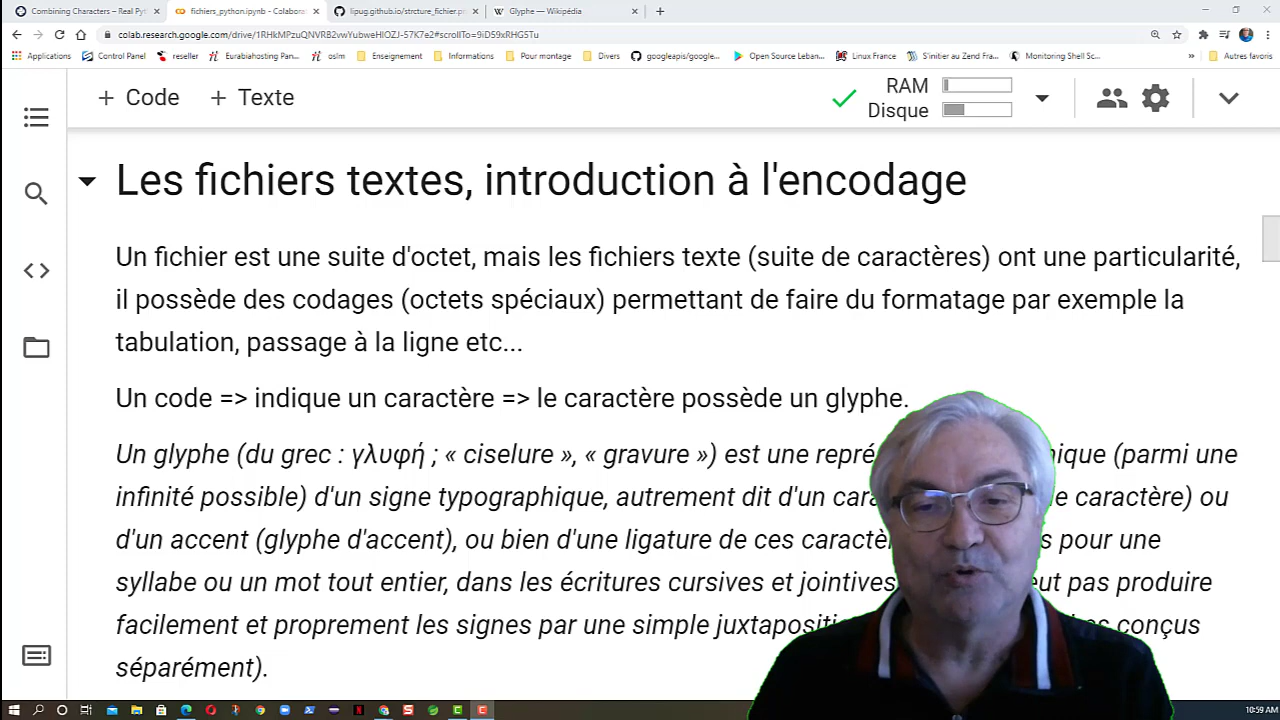 Combining Characters – Real Pyt
fichiers_python.ipynb - Colabora
lipug.github.io/strcture_fichier.pr
Glyphe — Wikipédia
colab.research.google.com/drive/1RHkMPzuQNVRB2vwYubweHIOZJ-57K7e2#scrollTo=9iDS9xRHG5Tu
Applications Control Panel reseller Eurabiahosting Pan... oslm Enseignement Informations Pour montage Divers googleapis/google... Open Source Leban... Linux France S'initier au Zend Fra... Monitoring Shell Sc... » Autres favoris
+ Code + Texte
RAM
Disque
Les fichiers textes, introduction à l'encodage
Un fichier est une suite d'octet, mais les fichiers texte (suite de caractères) ont une particularité,
il possède des codages (octets spéciaux) permettant de faire du formatage par exemple la
tabulation, passage à la ligne etc...
Un code => indique un caractère => le caractère possède un glyphe.
Un glyphe (du grec : γλυφή ; « ciselure », « gravure ») est une repré nique (parmi une
infinité possible) d'un signe typographique, autrement dit d'un cara e caractère) ou
d'un accent (glyphe d'accent), ou bien d'une ligature de ces caractè s pour une
syllabe ou un mot tout entier, dans les écritures cursives et jointives eut pas produire
facilement et proprement les signes par une simple juxtapositi es conçus
séparément).
10:59 AM